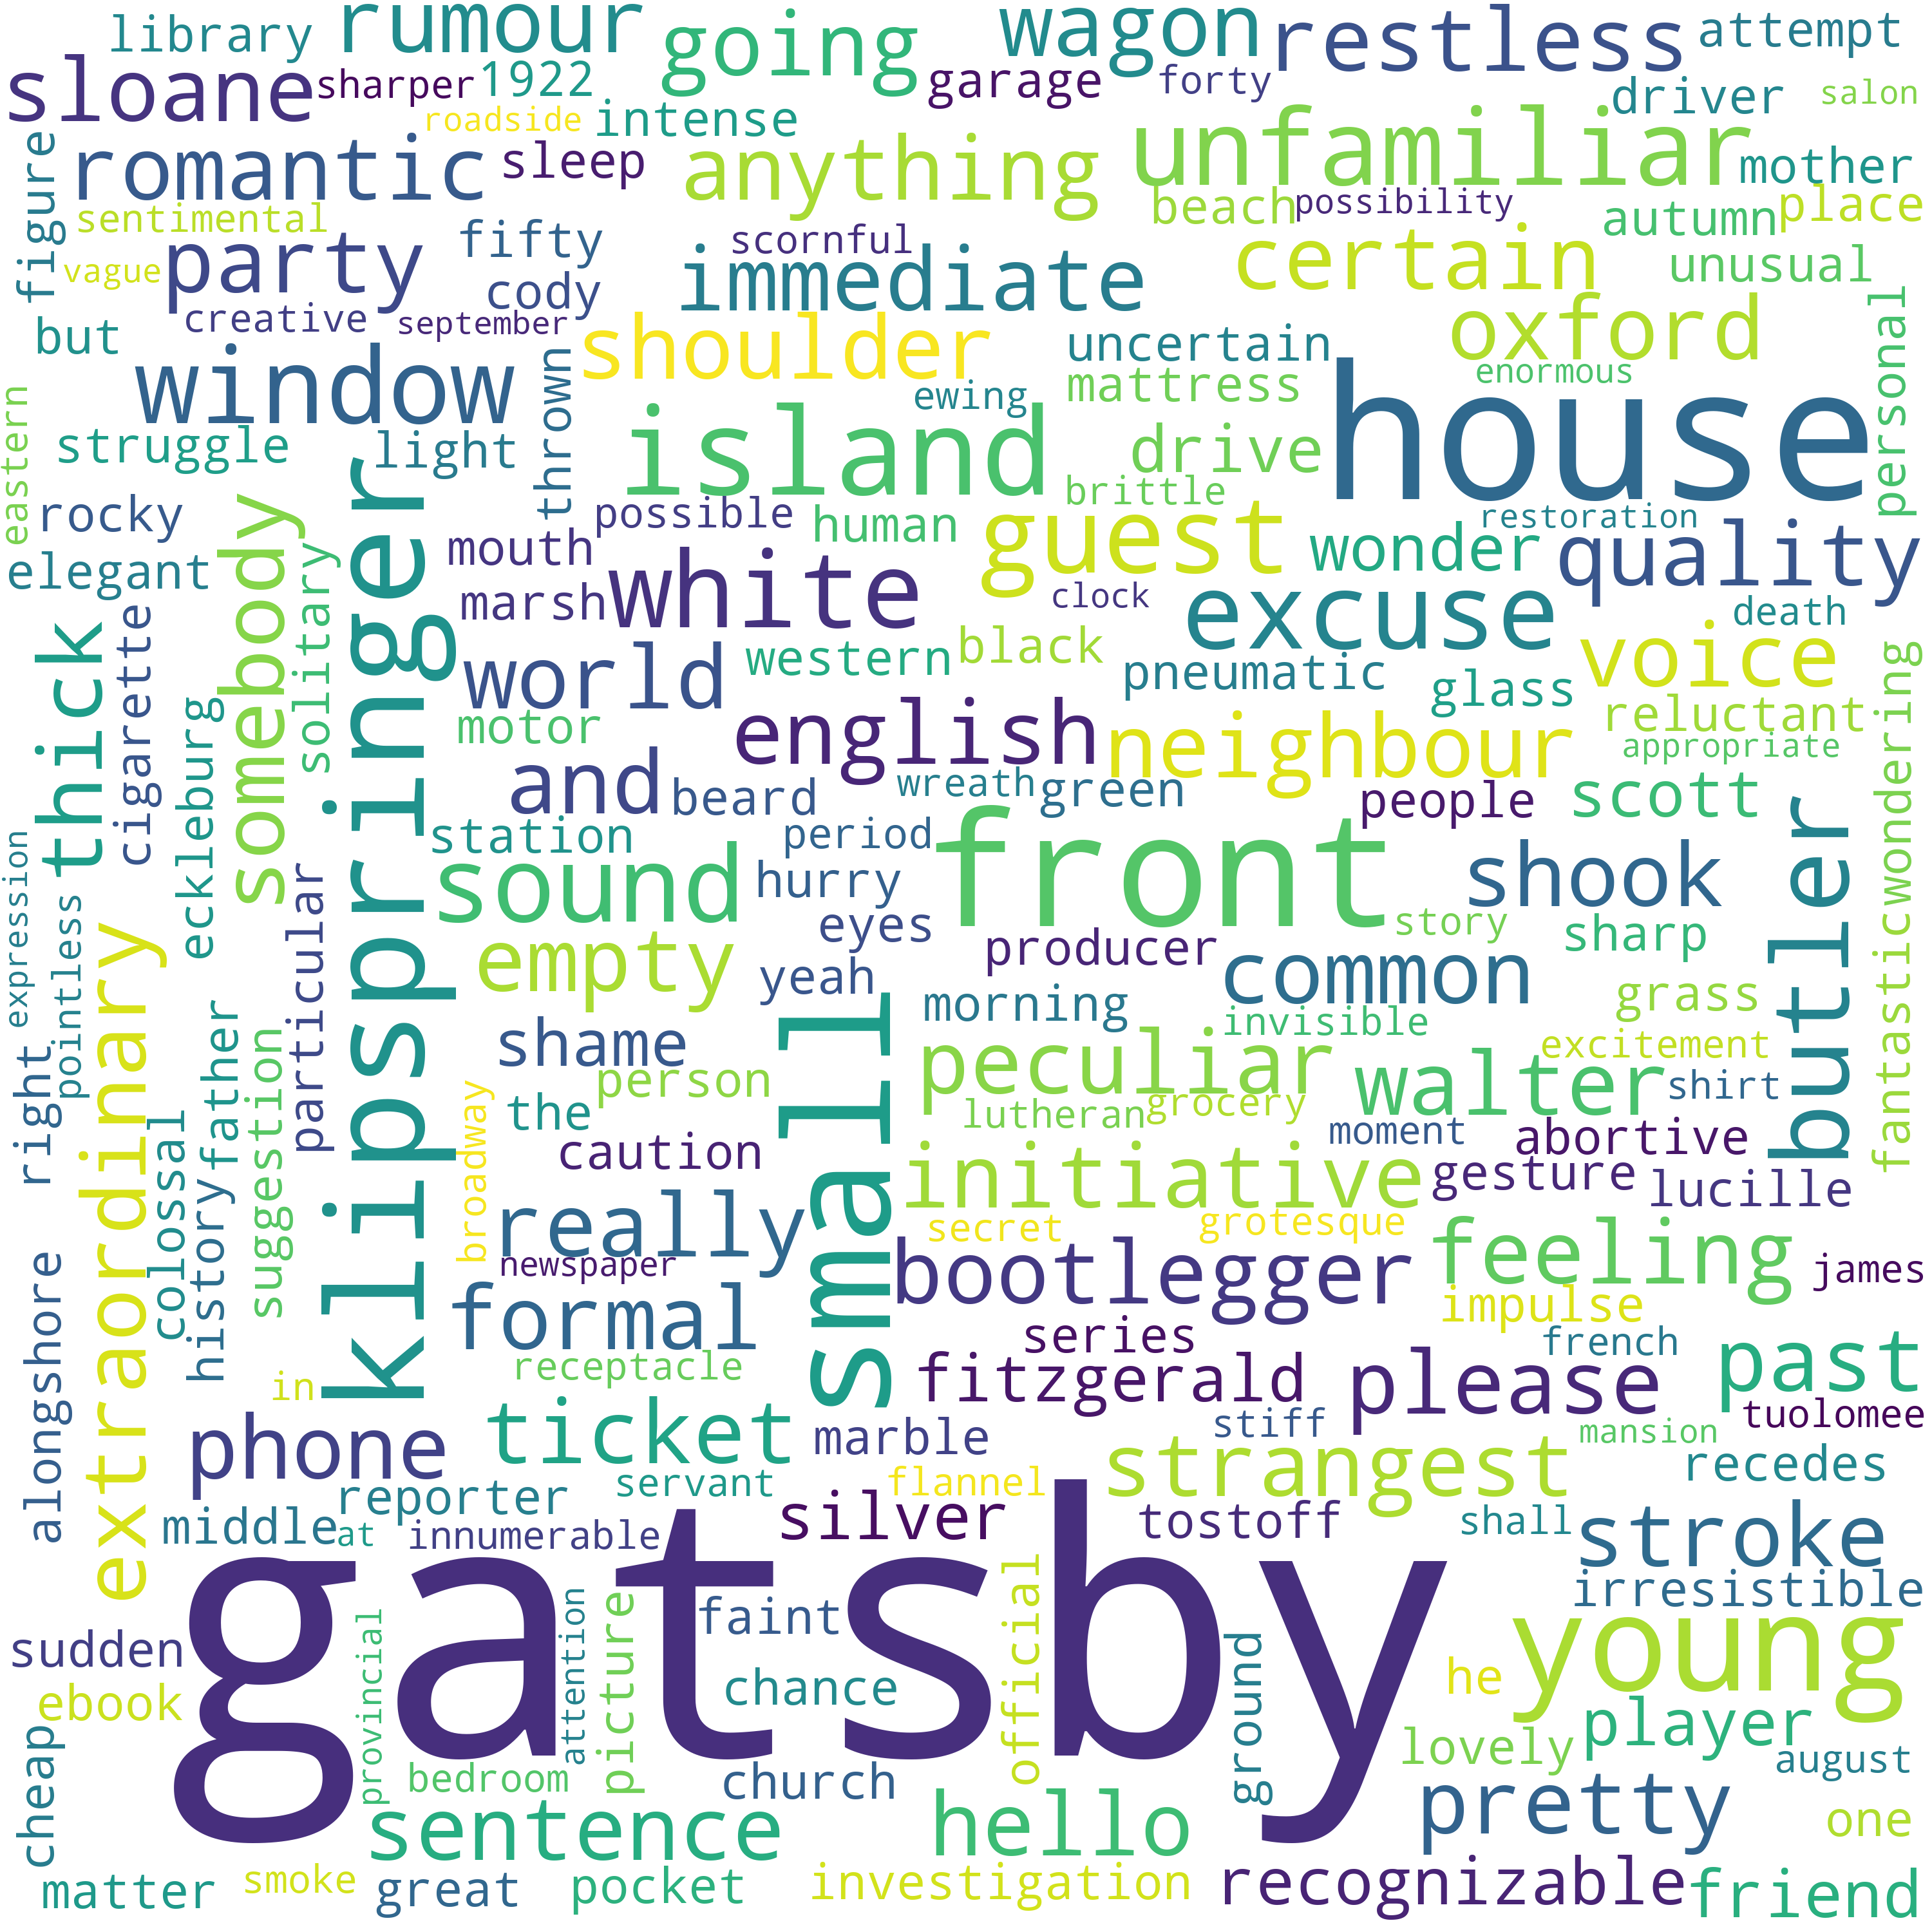 library
rumour
going
wagon
restless
attempt
sloane
sharper
1922
garage
forty
driver
salon
roadside
intense
figure
romantic
sleep
anything
unfamiliar
mother
sentimental
beach
possibility
autumn
place
vague
party
fifty
scornful
immediate
certain
unusual
cody
creative
september
but
shoulder
uncertain
oxford
personal
window
thrown
ewing
mattress
enormous
house
eastern
struggle
light
island
drive
rocky
possible
brittle
restoration
somebody
klipspringer
human
guest
wonder
quality
elegant
solitary
mouth
white
clock
excuse
death
marsh
thick
cigarette
world
western
black
voice
pneumatic
glass
fantasticwondering
eckleburg
motor
english
neighbour
reluctant
appropriate
and
beard
wreath
green
people
scott
station
period
front
butler
expression
pointless
particular
sound
hurry
shook
eyes
story
sharp
extraordinary
empty
yeah
producer
common
small
morning
grass
invisible
right
father
suggestion
shame
peculiar
excitement
person
walter
shirt
colossal
history
broadway
the
lutheran
grocery
caution
moment
abortive
initiative
gesture
lucille
really
secret
grotesque
newspaper
bootlegger
feeling
james
alongshore
formal
impulse
series
french
receptacle
in
fitzgerald
please
past
ticket
stiff
tuolomee
phone
marble
strangest
mansion
servant
flannel
recedes
reporter
silver
tostoff
shall
middle
at
innumerable
stroke
gatsby
irresistible
provincial
attention
picture
faint
official
ground
young
sudden
he
ebook
chance
player
cheap
lovely
bedroom
church
august
sentence
hello
pretty
one
matter
smoke
great
pocket
investigation
recognizable
friend